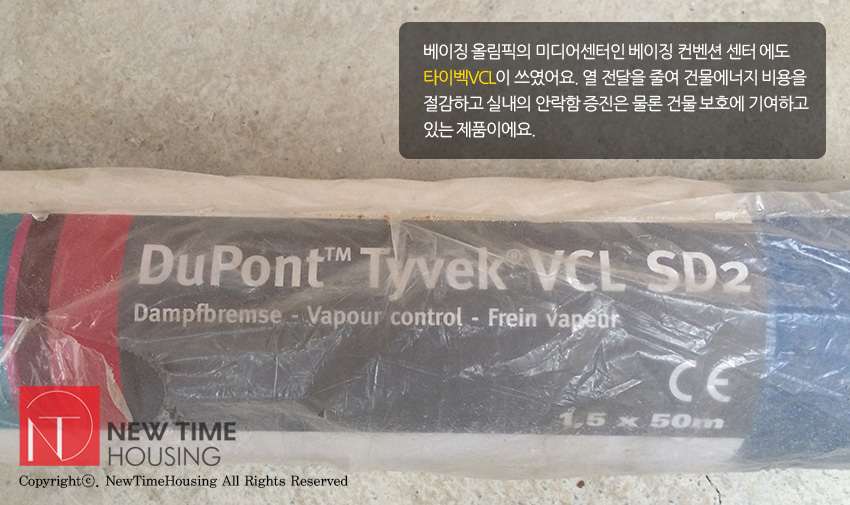 베이징 올림픽의 미디어센터인 베이징 컨벤션 센터 에도
타이벡VCL이 쓰였어요. 열 전달을 줄여 건물에너지 비용을
절감하고 실내의 안락함 증진은 물론 건물 보호에 기여하고
있는 제품이에요.
DuPont™ Tyvek® VCL SD2
Dampfbremse - Vapour control - Frein vapeur
CE
1,5 x 50m
NT
NEW TIME
HOUSING
Copyrightⓒ. NewTimeHousing All Rights Reserved